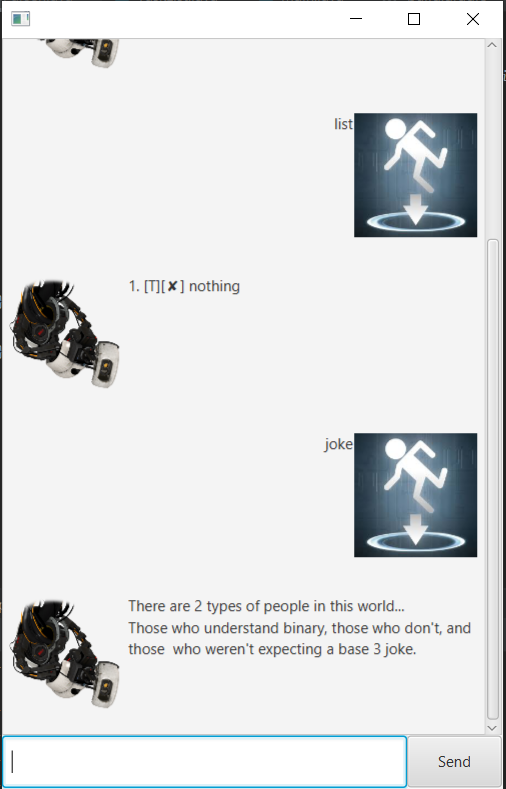 list
1. [T][✘] nothing
joke
There are 2 types of people in this world...
Those who understand binary, those who don't, and
those  who weren't expecting a base 3 joke.
Send